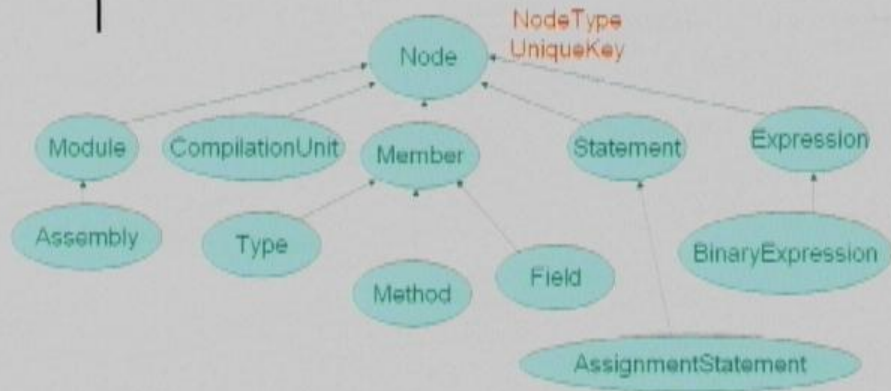 NodeType
UniqueKey
Node
Module
CompilationUnit
Member
Statement
Expression
Assembly
Type
Method
Field
BinaryExpression
AssignmentStatement